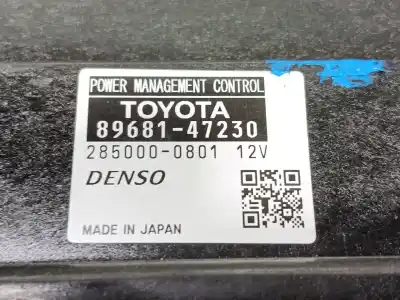 POWER MANAGEMENT CONTROL
TOYOTA
89681-47230
285000-0801 12V
DENSO
MADE IN JAPAN